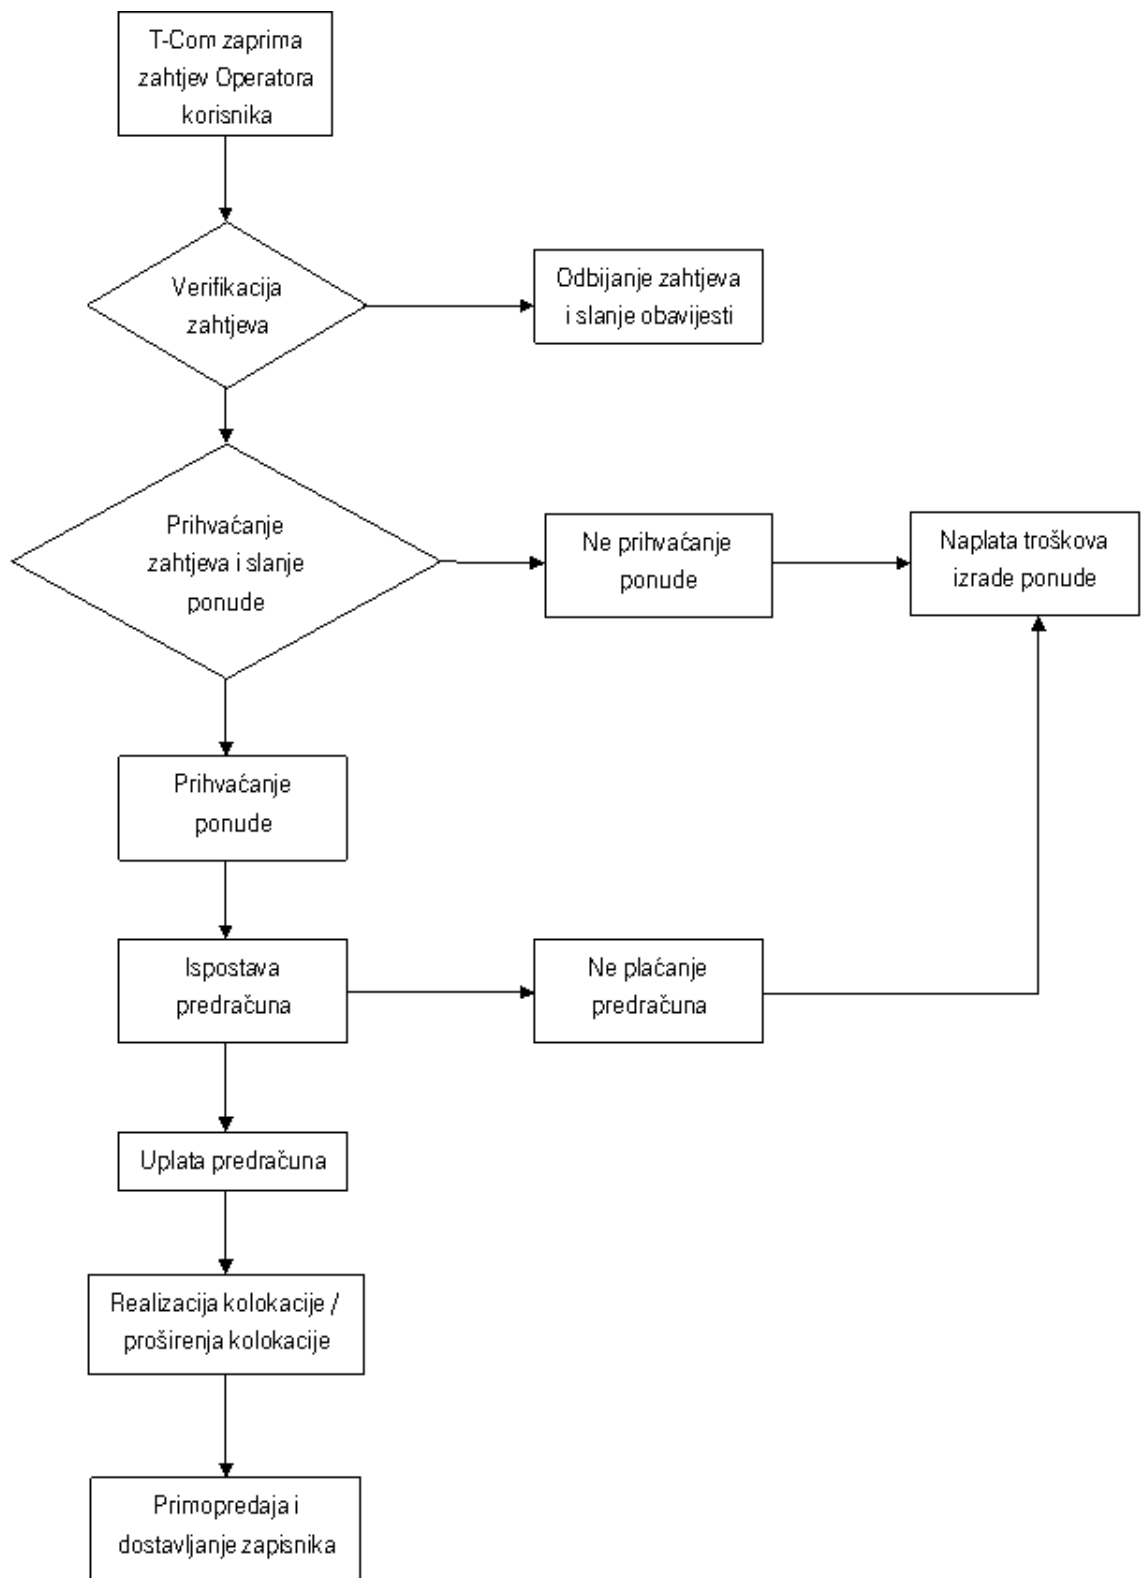 T-Com zaprima
zahtjev Operatora
korisnika
Verifikacija
zahtjeva
Odbijanje zahtjeva
i slanje obavijesti
Prihvaćanje
zahtjeva i slanje
ponude
Ne prihvaćanje
ponude
Naplata troškova
izrade ponude
Prihvaćanje
ponude
Ispostava
predračuna
Ne plaćanje
predračuna
Uplata predračuna
Realizacija kolokacije /
proširenja kolokacije
Primopredaja i
dostavljanje zapisnika